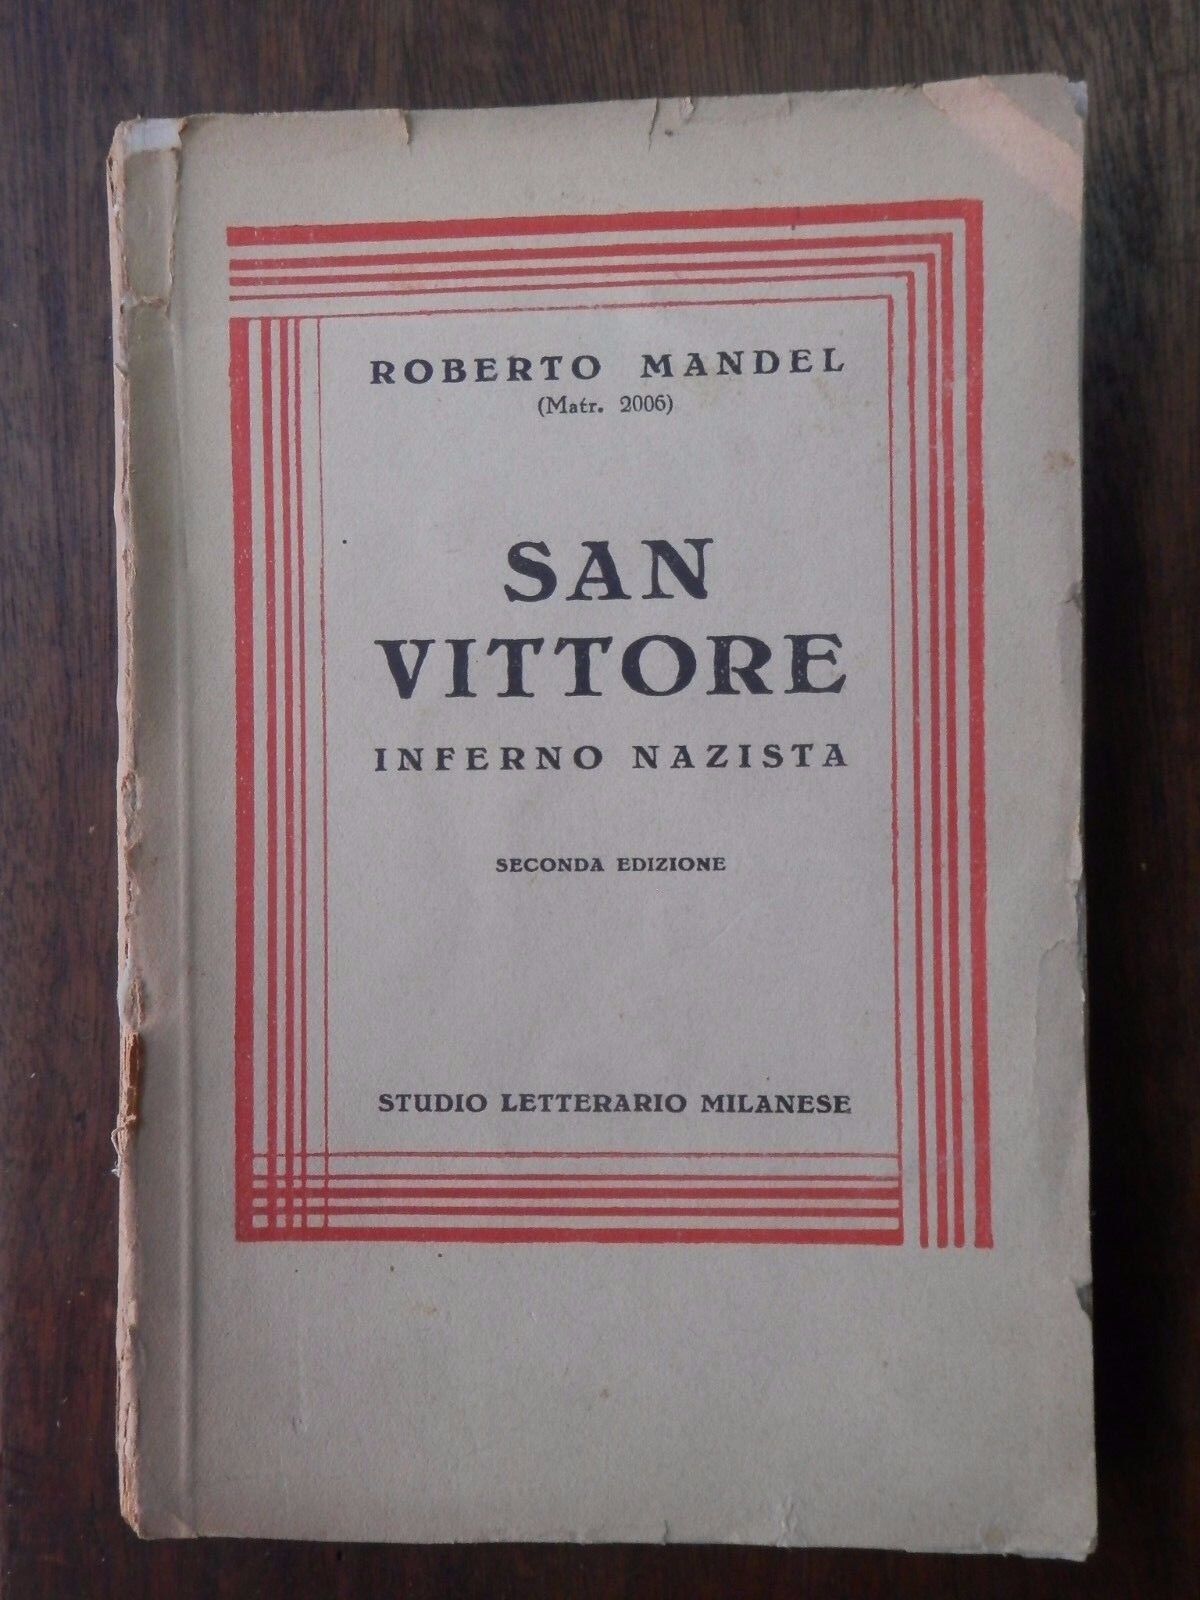 ROBERTO MANDEL
(Matr. 2006)
SAN
VITTORE
INFERNO NAZISTA
SECONDA EDIZIONE
STUDIO LETTERARIO MILANESE